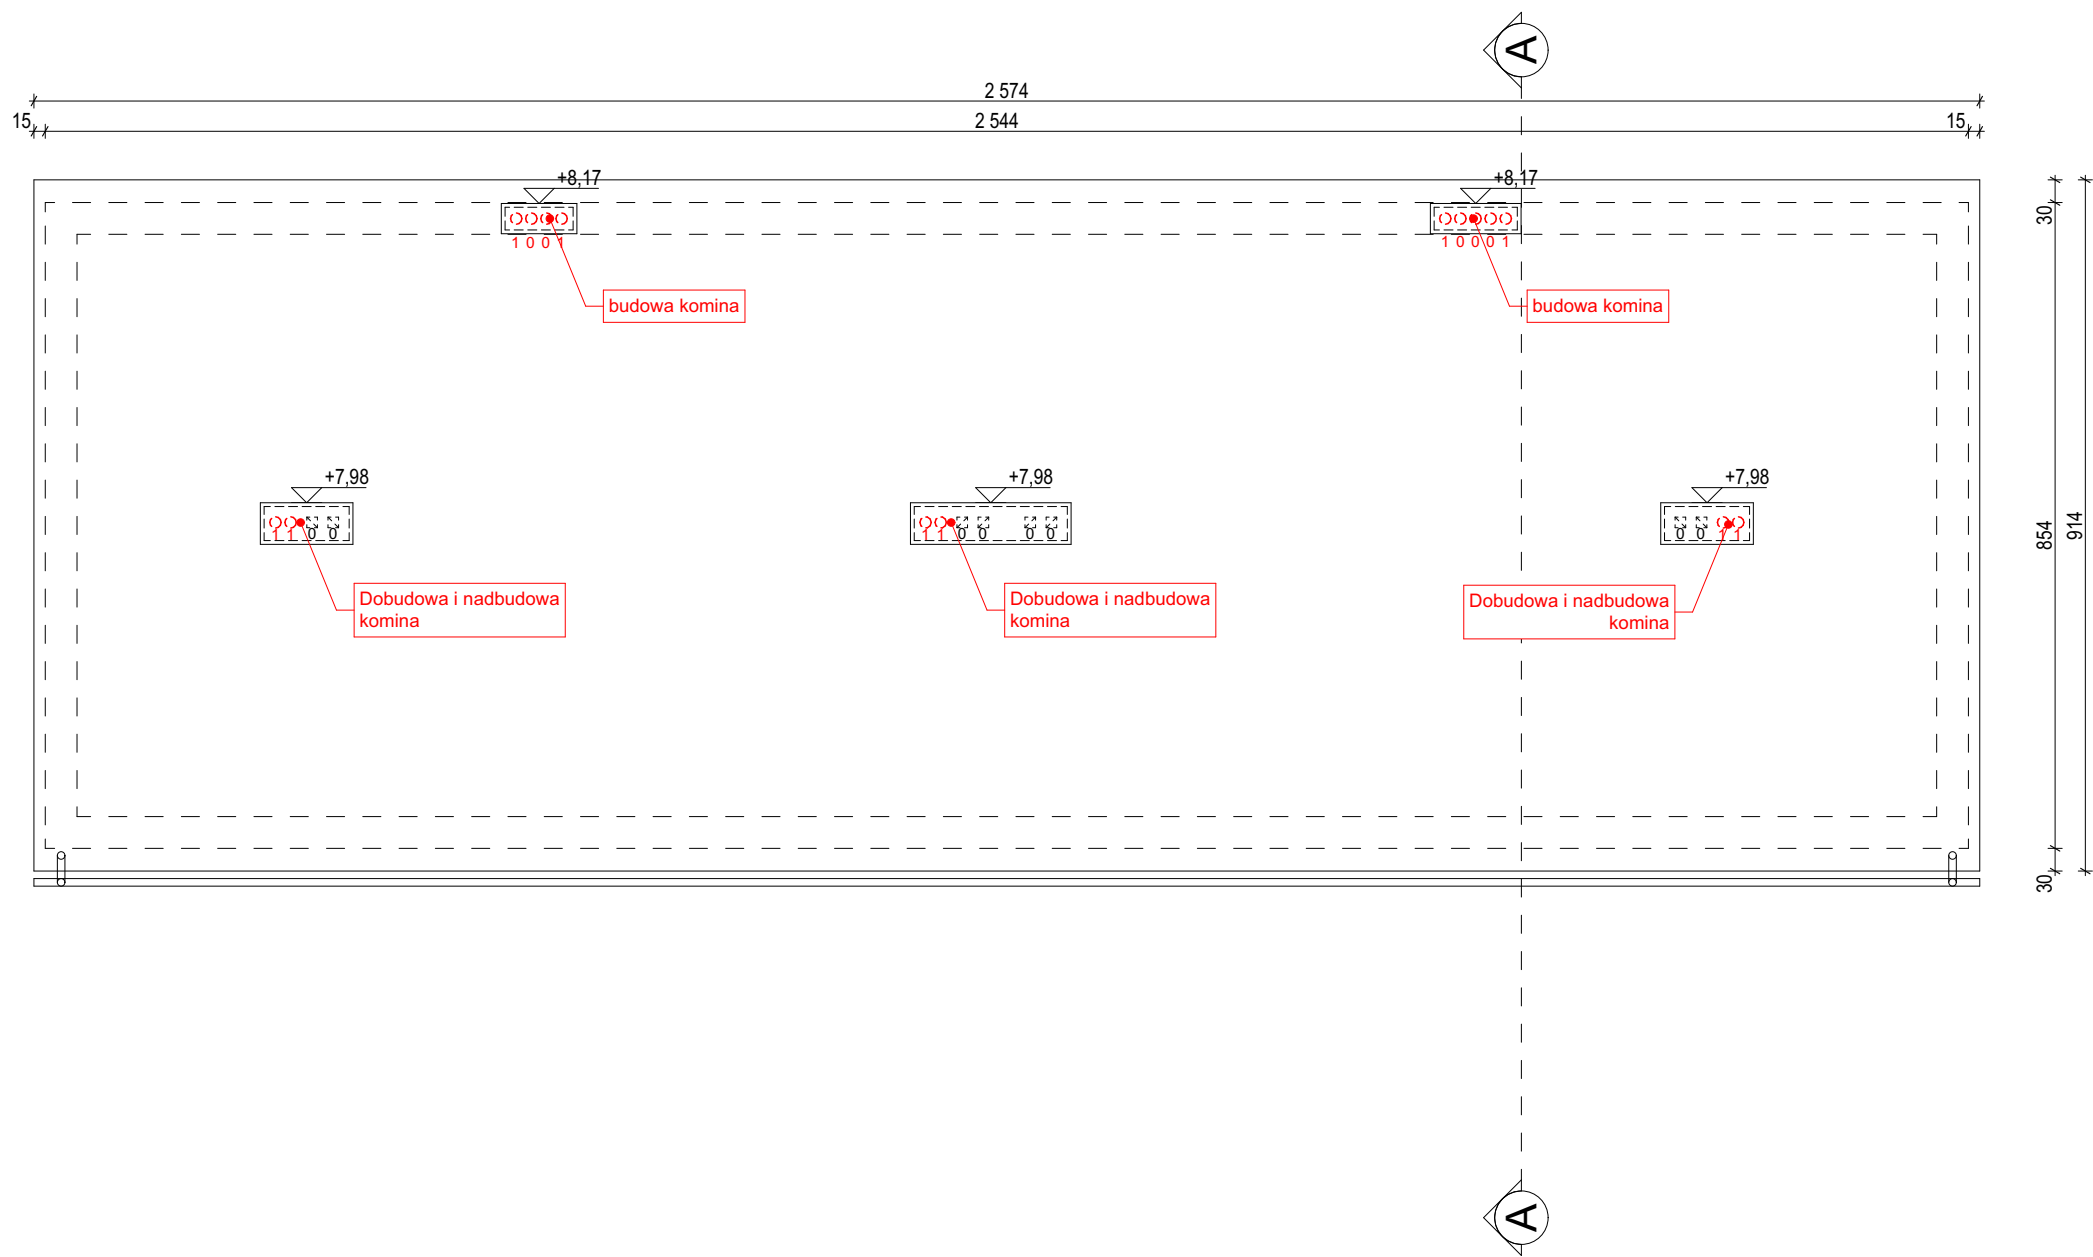 A
2 574
15
2 544
15
+8,17
+8,17
30
1 0 0 1
1 0 0 0 1
budowa komina
budowa komina
+7,98
+7,98
+7,98
1 1 0 0
1 1 0 0 0 0
0 0 1 1
854
914
Dobudowa i nadbudowa
komina
Dobudowa i nadbudowa
komina
Dobudowa i nadbudowa
komina
30
A